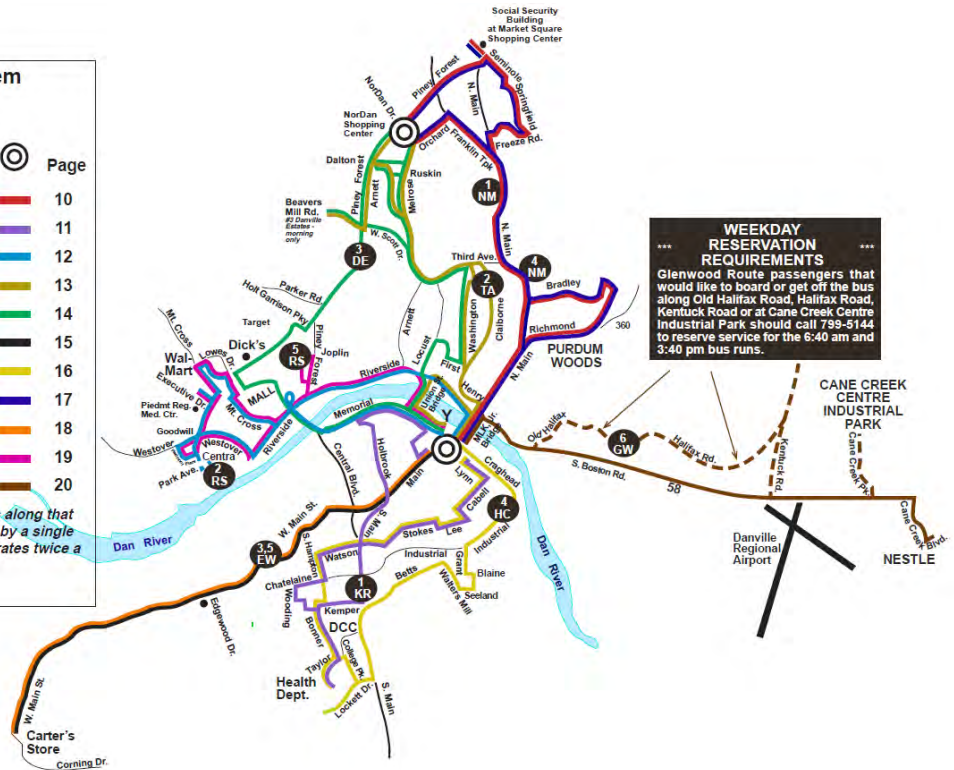 Social Security
Building
at Market Square
Shopping Center
em
Page
10
11
12
13
14
15
16
17
18
19
20
s along that
by a single
rates twice a
Piney Forest
Seminole
Springfield
N. Main
NorDan Dr.
NorDan
Shopping
Center
Orchard
Franklin Tpk
Freeze Rd.
Dalton
Piney Forest
Arnett
Ruskin
Melrose
1
NM
Beavers
Mill Rd.
#3 Danville
Estates -
morning
only
W. Scott Dr.
3
DE
N. Main
Third Ave.
4
NM
2
TA
Bradley
Richmond
360
PURDUM
WOODS
WEEKDAY
*** RESERVATION ***
REQUIREMENTS
Glenwood Route passengers that
would like to board or get off the bus
along Old Halifax Road, Halifax Road,
Kentuck Road or at Cane Creek Centre
Industrial Park should call 799-5144
to reserve service for the 6:40 am and
3:40 pm bus runs.
Parker Rd
Holt Garrison Pky
Target
Dick's
Mt. Cross
Wal-
Mart
Lowes Dr.
5
RS
Piney Forest
Joplin
Arnett
Locust
Washington
Claiborne
First
Henry
N. Main
Executive Dr.
Piedmt Reg.
Med. Ctr.
MALL
Mt. Cross
Riverside
Riverside
Memorial
Union St.
Bridge
Y
MLK Jr.
Bridge
Goodwill
Westover
Westover
Centra
Park Ave.
2
RS
Central Blvd.
Holbrook
Main
Lynn
Craghead
Cabell
4
HC
Old Halifax
6
GW
Halifax Rd.
Kentuck Rd
S. Boston Rd.
58
CANE CREEK
CENTRE
INDUSTRIAL
PARK
Cane Creek Pk.
Cane Creek Blvd.
NESTLE
Danville
Regional
Airport
Dan River
Dan River
W. Main St.
3,5
EW
S. Main
S. Hampton
Watson
Stokes
Lee
Industrial
Industrial
Grant
Blaine
Seeland
Walters Mill
Betts
Chatelaine
Wooding
1
KR
Kemper
Bonner
DCC
College Pk.
Taylor
Health
Dept.
Lockett Dr.
S. Main
Edgewood Dr.
W. Main St.
Carter's
Store
Corning Dr.